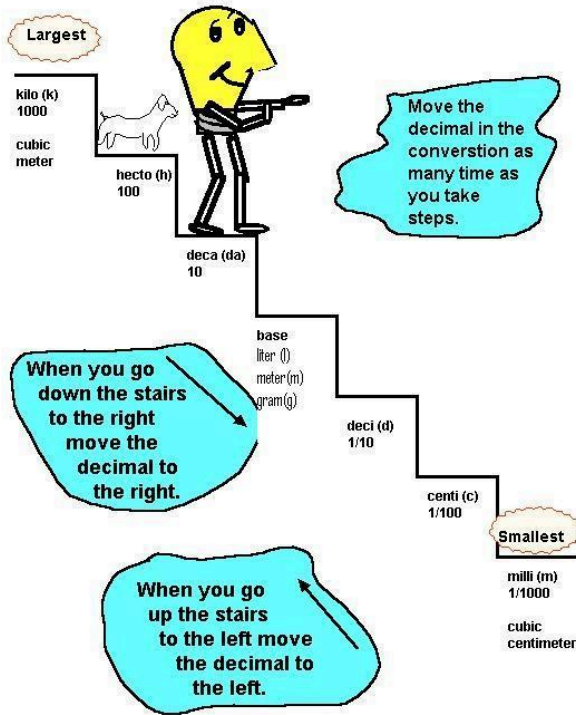 Largest
kilo (k)
1000
cubic
meter
hecto (h)
100
deca (da)
10
Move the
decimal in the
converstion as
many time as
you take
steps.
base
liter (l)
meter (m)
gram (g)
When you go
down the stairs
to the right
move the
decimal to
the right.
deci (d)
1/10
centi (c)
1/100
Smallest
milli (m)
1/1000
cubic
centimeter
When you go
up the stairs
to the left move
the decimal to
the left.